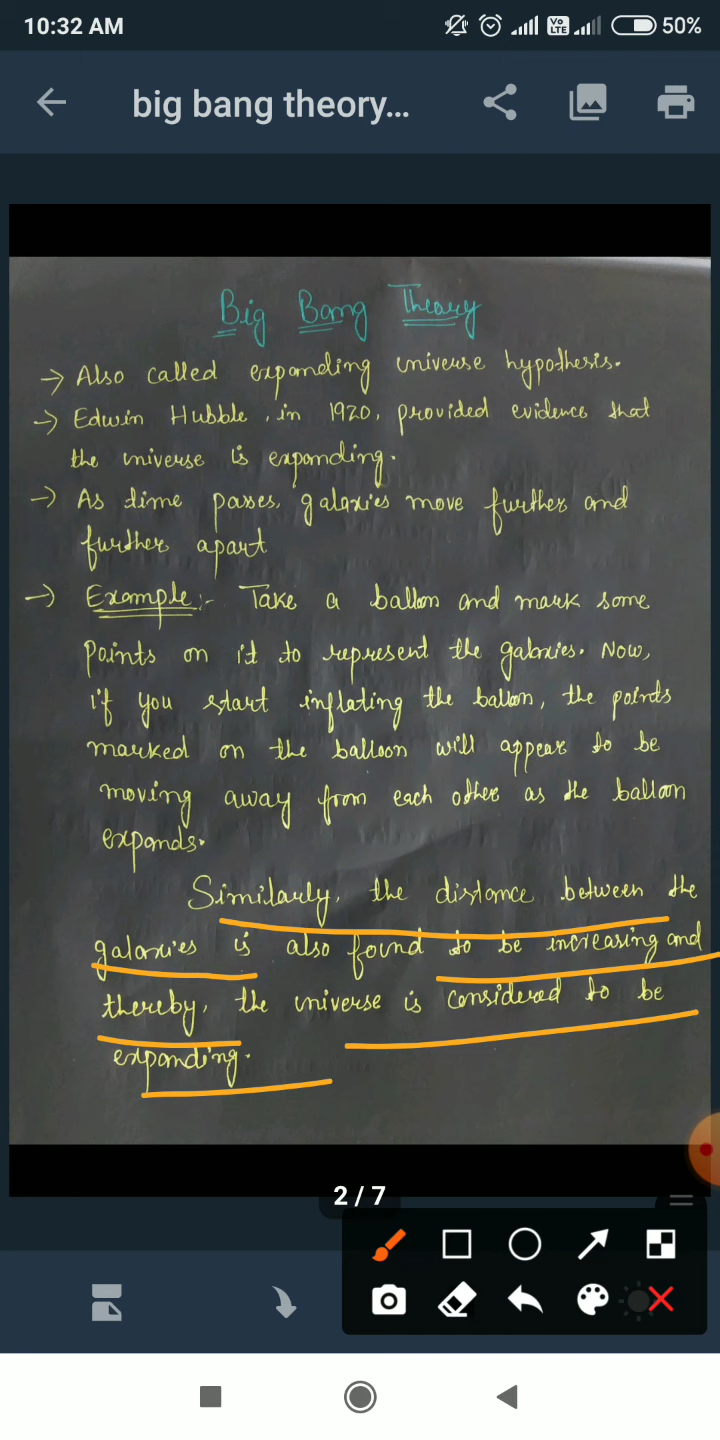 10:32 AM
Vo LTE 50%
big bang theory...
Big Bang Theory
→ Also called expanding universe hypothesis.
→ Edwin Hubble, in 1920, provided evidence that
the universe is expanding.
→ As time passes, galaxies move further and
further apart
→ Example:- Take a ballon and mark some
points on it to represent the galaxies. Now,
if you start inflating the ballon, the points
marked on the balloon will appear to be
moving away from each other as the balloon
expands.
Similarly, the distance between the
galaxies is also found to be increasing and
thereby, the universe is considered to be
expanding.
2 / 7